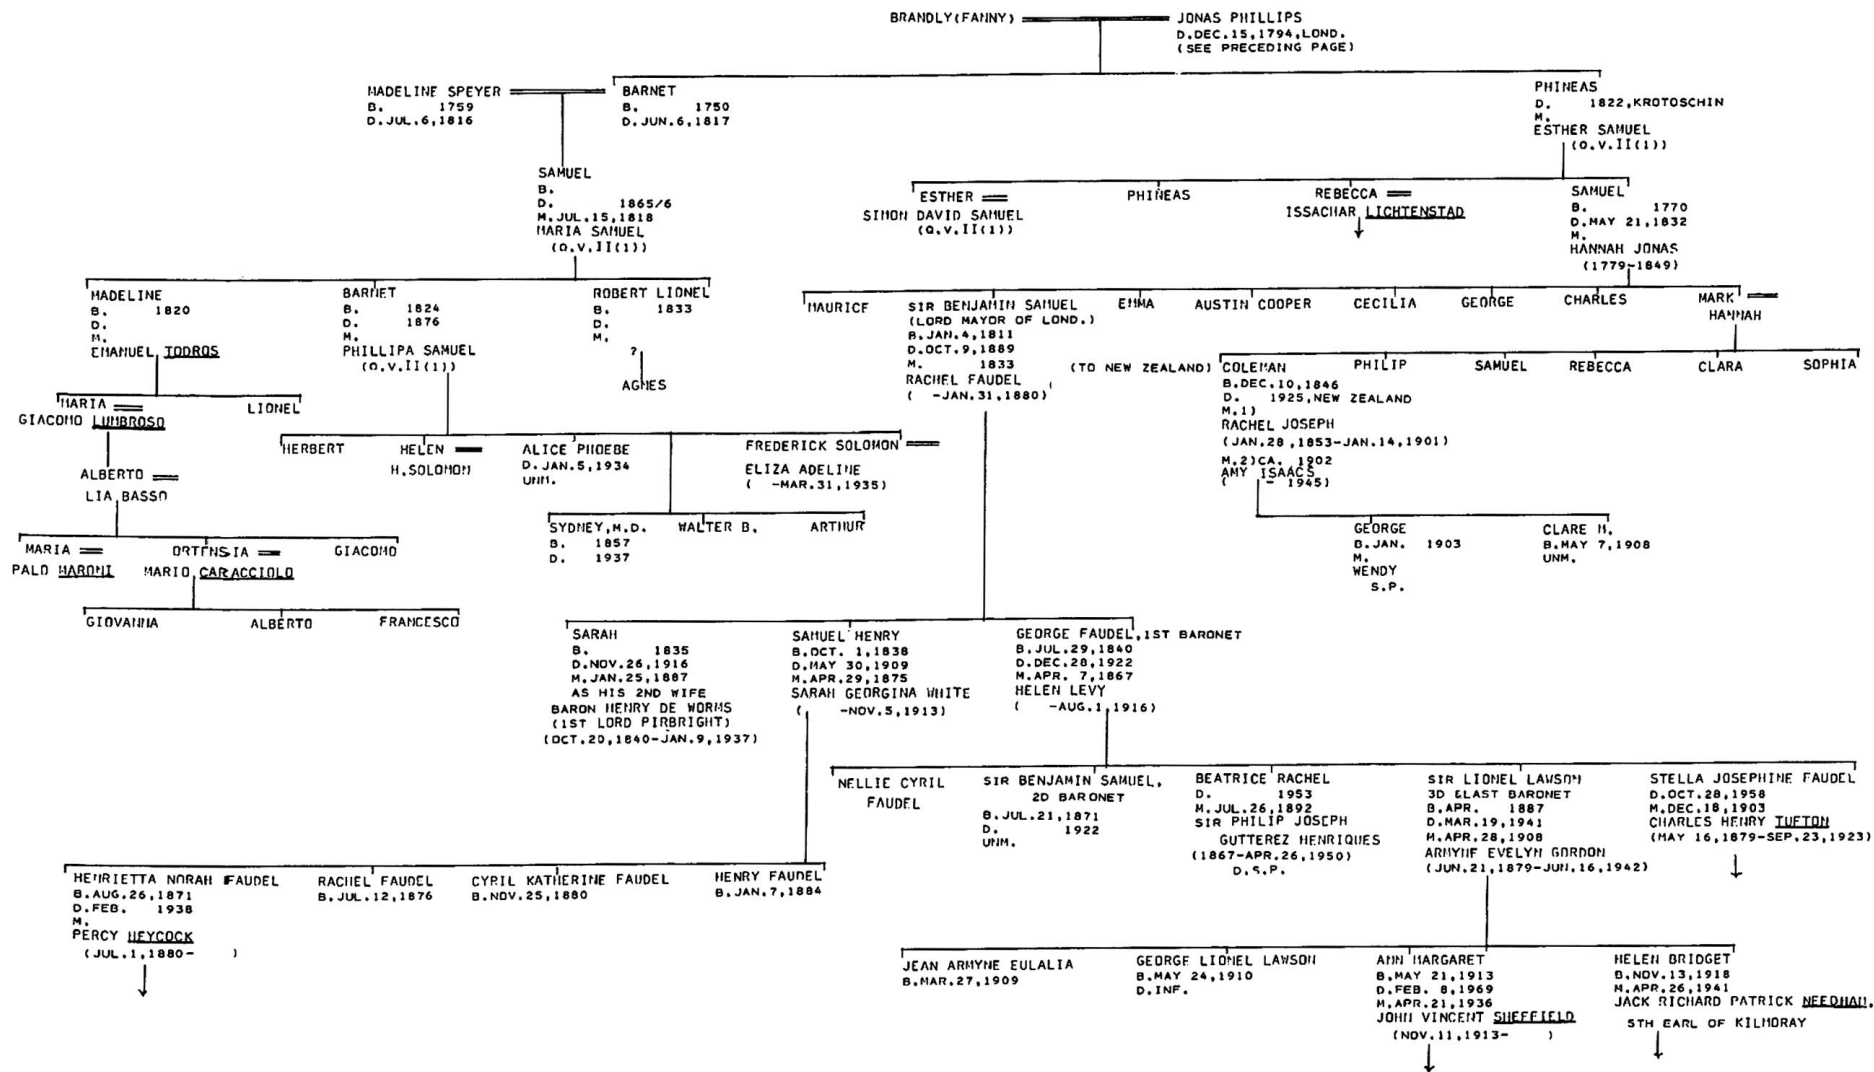 BRANDLY(FANNY)
JONAS PHILLIPS
D.DEC.15,1794,LOND.
(SEE PRECEDING PAGE)
MADELINE SPEYER
B. 1759
D.JUL.6,1816
BARNET
B. 1750
D.JUN.6,1817
PHINEAS
D. 1822,KROTOSCHIN
M.
ESTHER SAMUEL
(Q.V.II(1))
SAMUEL
B.
D. 1865/6
M.JUL.15,1818
MARIA SAMUEL
(Q.V.II(1))
ESTHER
SIMON DAVID SAMUEL
(Q.V.II(1))
PHINEAS
REBECCA
ISSACHAR LICHTENSTAD
SAMUEL
B. 1770
D.MAY 21,1832
M.
HANNAH JONAS
(1779-1849)
MADELINE
B. 1820
D.
M.
EMANUEL TODROS
BARNET
B. 1824
D. 1876
M.
PHILLIPA SAMUEL
(Q.V.II(1))
ROBERT LIONEL
B. 1833
D.
M.
?
AGNES
MAURICE
SIR BENJAMIN SAMUEL
(LORD MAYOR OF LOND.)
B.JAN.4,1811
D.OCT.9,1889
M. 1833
RACHEL FAUDEL
( -JAN.31,1880)
EMMA
AUSTIN COOPER
CECILIA
GEORGE
CHARLES
MARK
HANNAH
(TO NEW ZEALAND)
COLEMAN
B.DEC.10,1846
D. 1925,NEW ZEALAND
M.1)
RACHEL JOSEPH
(JAN.28,1853-JAN.14,1901)
M.2)CA. 1902
AMY ISAACS
( - 1945)
PHILIP
SAMUEL
REBECCA
CLARA
SOPHIA
MARIA
GIACOMO LUMBROSO
LIONEL
HERBERT
HELEN
H.SOLOMON
ALICE PHOEBE
D.JAN.5,1934
UNM.
FREDERICK SOLOMON
ELIZA ADELINE
( -MAR.31,1935)
ALBERTO
LIA BASSO
SYDNEY,M.D.
B. 1857
D. 1937
WALTER B.
ARTHUR
GEORGE
B.JAN. 1903
M.
WENDY
S.P.
CLARE M.
B.MAY 7,1908
UNM.
MARIA
PALO MARONI
ORTENSIA
MARIO CARACCIOLO
GIACOMO
GIOVANNA
ALBERTO
FRANCESCO
SARAH
B. 1835
D.NOV.26,1916
M.JAN.25,1887
AS HIS 2ND WIFE
BARON HENRY DE WORMS
(1ST LORD PIRBRIGHT)
(OCT.20,1840-JAN.9,1937)
SAMUEL HENRY
B.OCT. 1,1838
D.MAY 30,1909
M.APR.29,1875
SARAH GEORGINA WHITE
( -NOV.5,1913)
GEORGE FAUDEL,1ST BARONET
B.JUL.29,1840
D.DEC.28,1922
M.APR. 7,1867
HELEN LEVY
( -AUG.1,1916)
NELLIE CYRIL
FAUDEL
SIR BENJAMIN SAMUEL,
2D BARONET
B.JUL.21,1871
D. 1922
UNM.
BEATRICE RACHEL
D. 1953
M.JUL.26,1892
SIR PHILIP JOSEPH
GUTTEREZ HENRIQUES
(1867-APR.26,1950)
D.S.P.
SIR LIONEL LAWSON
3D &LAST BARONET
B.APR. 1887
D.MAR.19,1941
M.APR.28,1908
ARMYNE EVELYN GORDON
(JUN.21,1879-JUN.16,1942)
STELLA JOSEPHINE FAUDEL
D.OCT.28,1958
M.DEC.18,1903
CHARLES HENRY TUFTON
(MAY 16,1879-SEP.23,1923)
HENRIETTA NORAH FAUDEL
B.AUG.26,1871
D.FEB. 1938
M.
PERCY HEYCOCK
(JUL.1,1880- )
RACHEL FAUDEL
B.JUL.12,1876
CYRIL KATHERINE FAUDEL
B.NOV.25,1880
HENRY FAUDEL
B.JAN.7,1884
JEAN ARMYNE EULALIA
B.MAR.27,1909
GEORGE LIONEL LAWSON
B.MAY 24,1910
D.INF.
ANN MARGARET
B.MAY 21,1913
D.FEB. 8,1969
M.APR.21,1936
JOHN VINCENT SHEFFIELD
(NOV.11,1913- )
HELEN BRIDGET
B.NOV.13,1918
M.APR.26,1941
JACK RICHARD PATRICK NEEDHAM,
5TH EARL OF KILMORAY